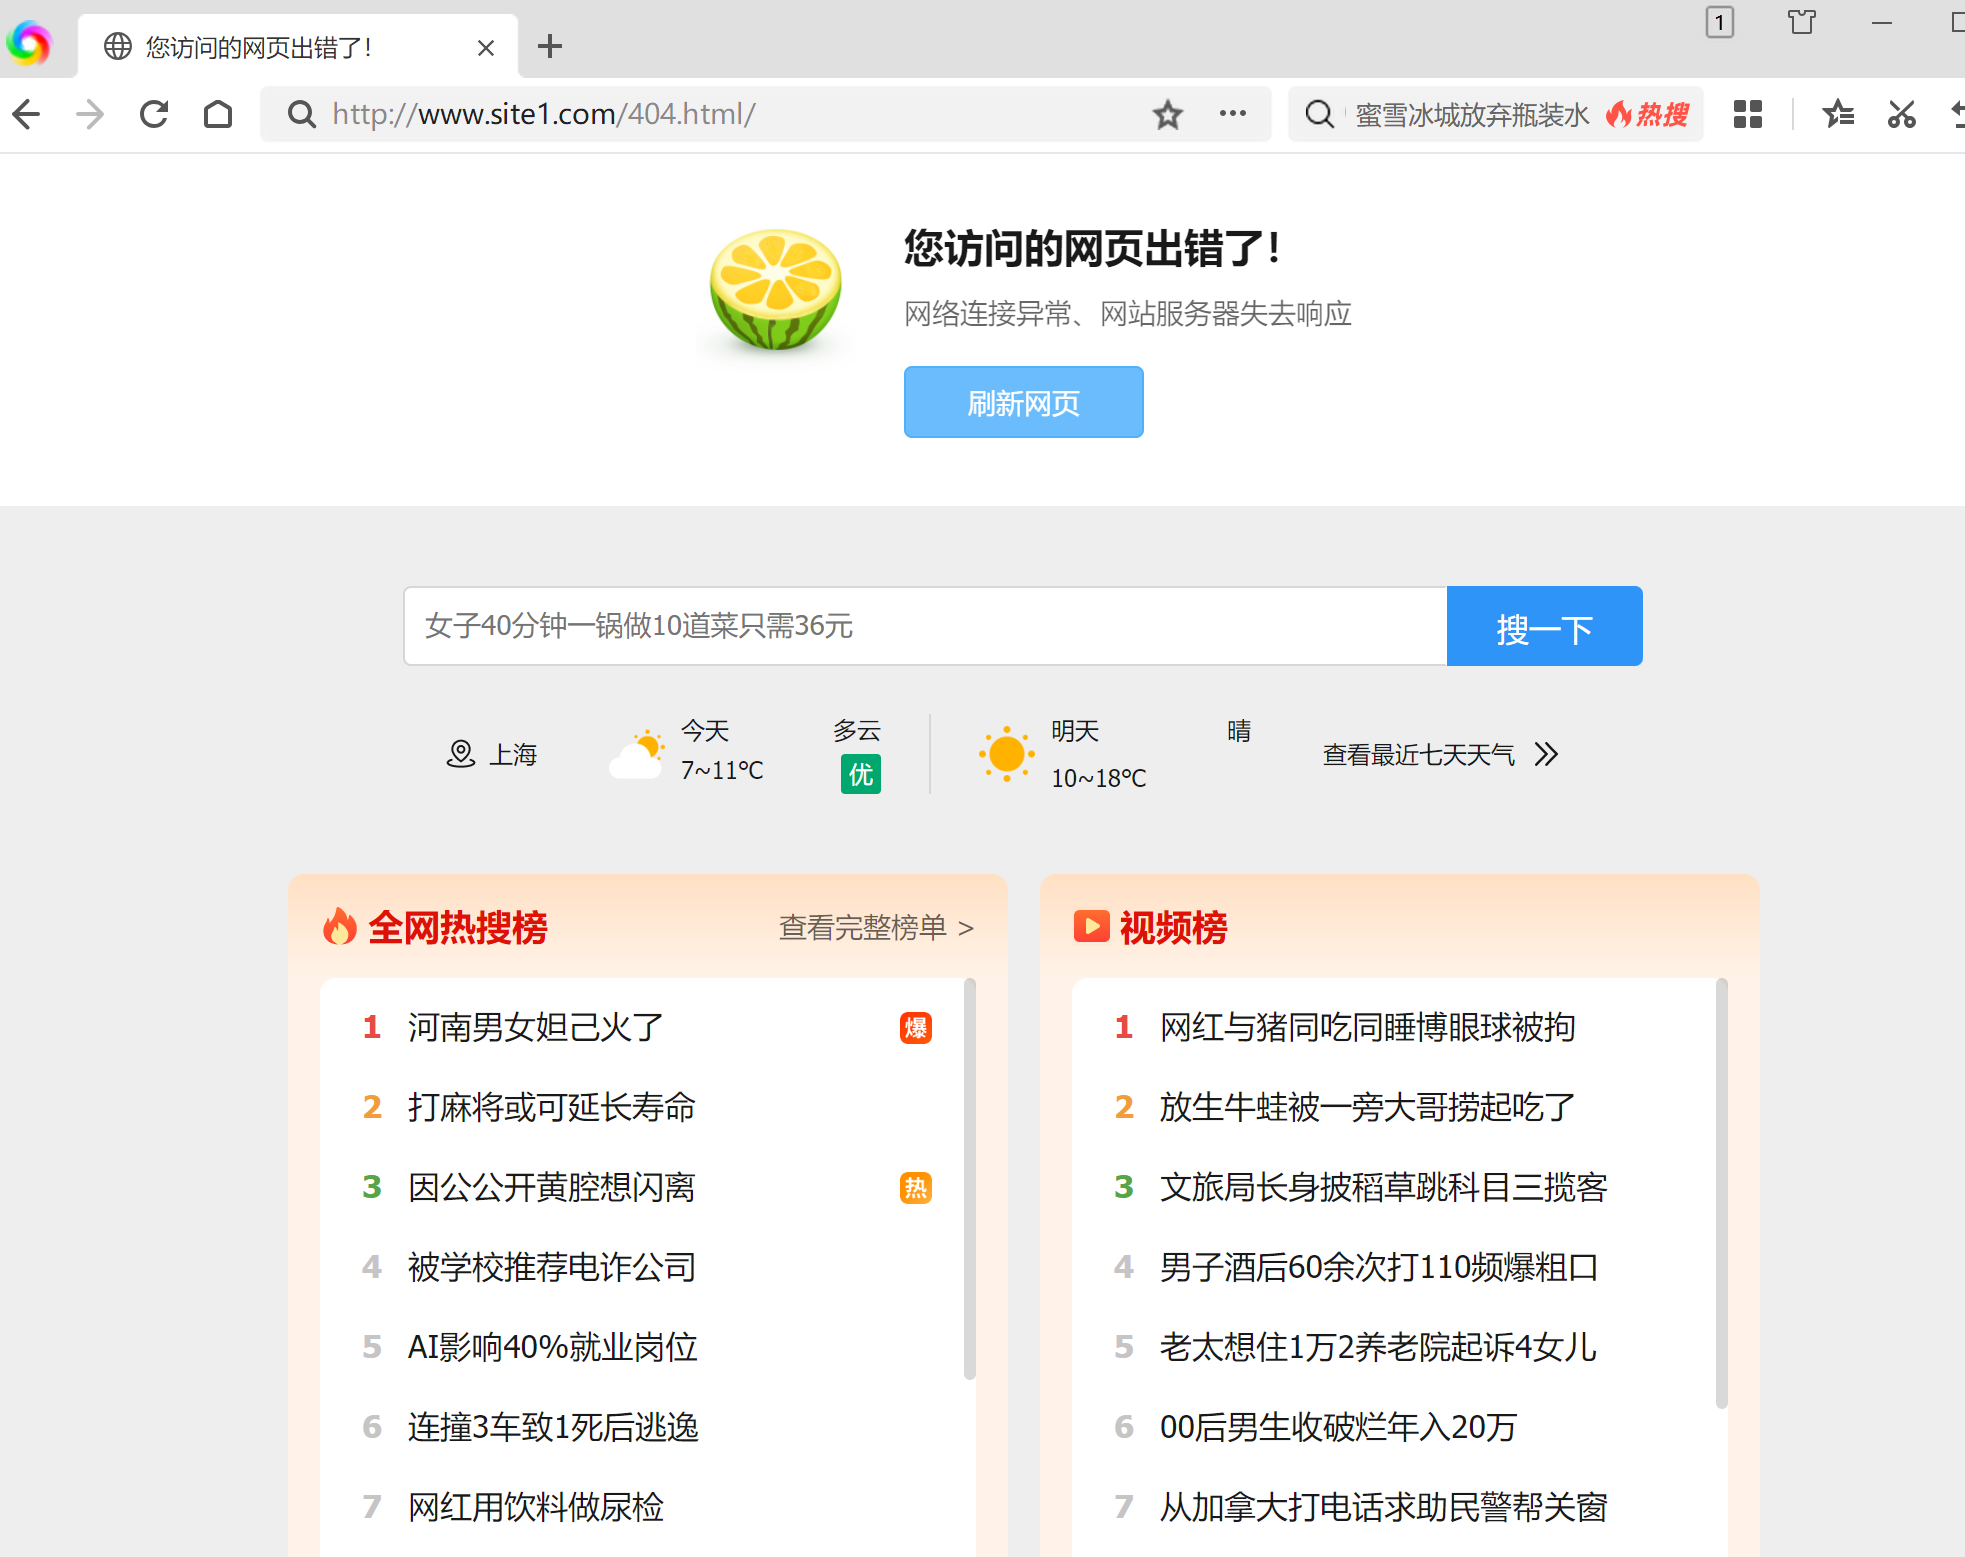 您访问的网页出错了！
1
http://www.site1.com/404.html/
蜜雪冰城放弃瓶装水 热搜
您访问的网页出错了！
网络连接异常、网站服务器失去响应
刷新网页
女子40分钟一锅做10道菜只需36元
搜一下
上海
今天 多云
7~11℃ 优
明天 晴
10~18℃
查看最近七天天气
全网热搜榜 查看完整榜单 >
1 河南男女妲己火了 爆
2 打麻将或可延长寿命
3 因公公开黄腔想闪离 热
4 被学校推荐电诈公司
5 AI影响40%就业岗位
6 连撞3车致1死后逃逸
7 网红用饮料做尿检
视频榜
1 网红与猪同吃同睡博眼球被拘
2 放生牛蛙被一旁大哥捞起吃了
3 文旅局长身披稻草跳科目三揽客
4 男子酒后60余次打110频爆粗口
5 老太想住1万2养老院起诉4女儿
6 00后男生收破烂年入20万
7 从加拿大打电话求助民警帮关窗